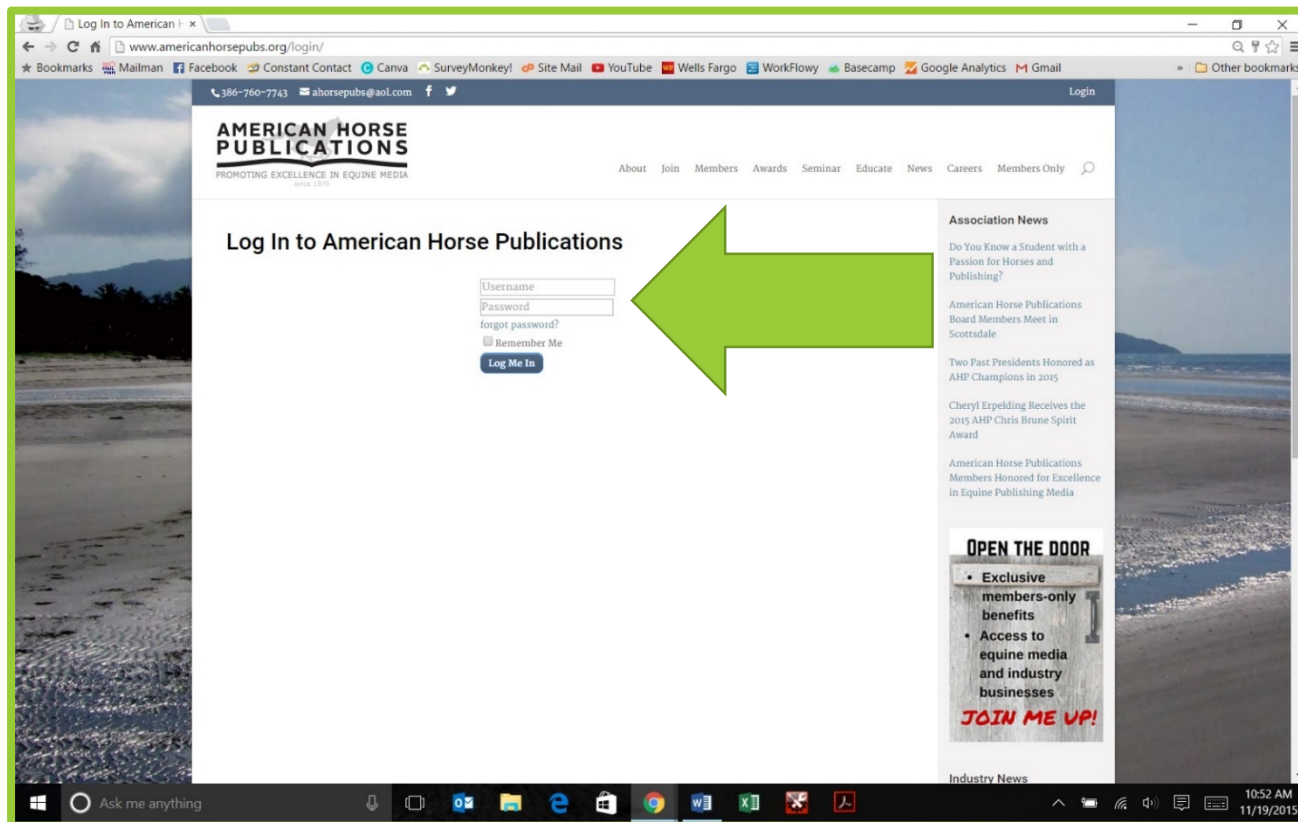 Log In to American H
www.americanhorsepubs.org/login/
Bookmarks Mailman Facebook Constant Contact Canva SurveyMonkey! Site Mail YouTube Wells Fargo WorkFlowy Basecamp Google Analytics Gmail » Other bookmarks
386-760-7743 ahorsepubs@aol.com Login
AMERICAN HORSE
PUBLICATIONS
PROMOTING EXCELLENCE IN EQUINE MEDIA
since 1970
About Join Members Awards Seminar Educate News Careers Members Only
Log In to American Horse Publications
Username
Password
forgot password?
Remember Me
Log Me In
Association News
Do You Know a Student with a
Passion for Horses and
Publishing?
American Horse Publications
Board Members Meet in
Scottsdale
Two Past Presidents Honored as
AHP Champions in 2015
Cheryl Erpelding Receives the
2015 AHP Chris Brune Spirit
Award
American Horse Publications
Members Honored for Excellence
in Equine Publishing Media
OPEN THE DOOR
• Exclusive
members-only
benefits
• Access to
equine media
and industry
businesses
JOIN ME UP!
Industry News
Ask me anything
10:52 AM
11/19/2015